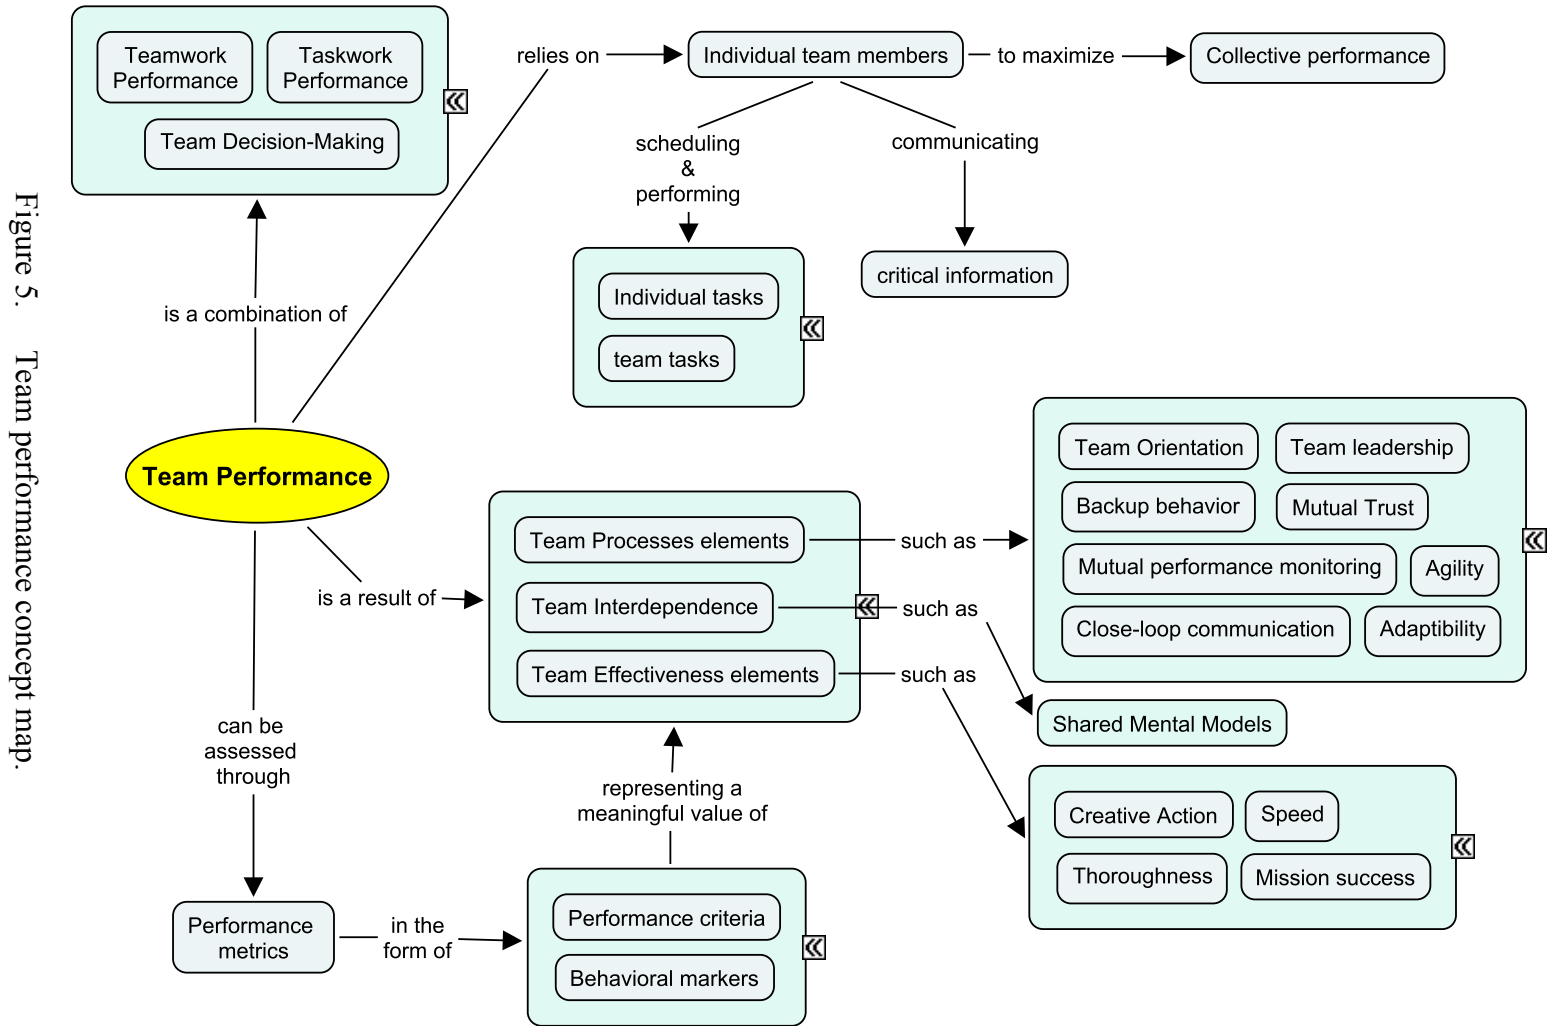 Teamwork
Performance
Taskwork
Performance
Team Decision-Making
relies on
Individual team members
to maximize
Collective performance
scheduling
&
performing
communicating
Individual tasks
team tasks
critical information
is a combination of
Team Performance
is a result of
Team Processes elements
Team Interdependence
Team Effectiveness elements
such as
such as
such as
Team Orientation
Team leadership
Backup behavior
Mutual Trust
Mutual performance monitoring
Agility
Close-loop communication
Adaptibility
Shared Mental Models
Creative Action
Speed
Thoroughness
Mission success
can be
assessed
through
representing a
meaningful value of
Performance
metrics
in the
form of
Performance criteria
Behavioral markers
Figure 5. Team performance concept map.